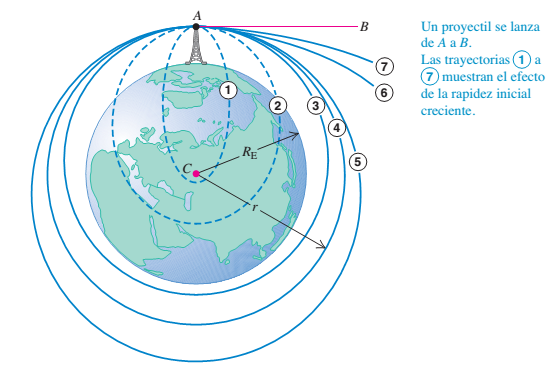 A
B
Un proyectil se lanza
de A a B.
Las trayectorias 1 a
7 muestran el efecto
de la rapidez inicial
creciente.
7
6
1
2
3
4
5
R_E
C
r